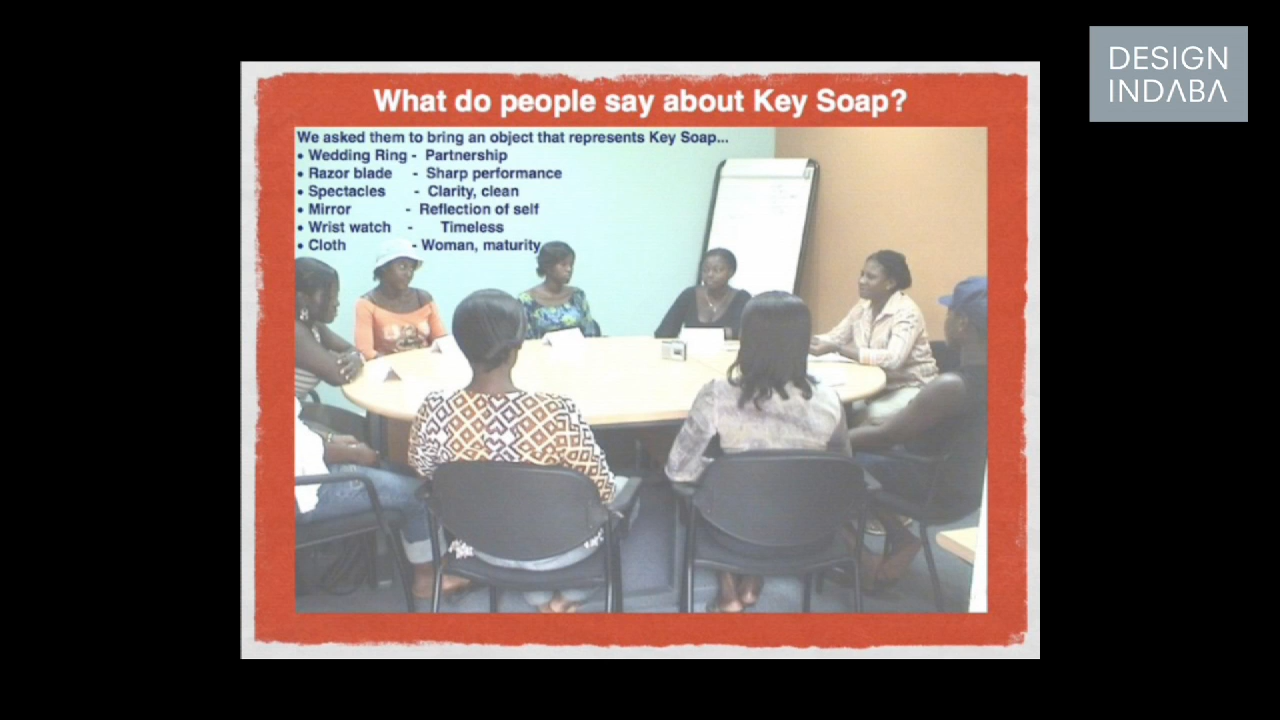 What do people say about Key Soap?
We asked them to bring an object that represents Key Soap...
• Wedding Ring - Partnership
• Razor blade - Sharp performance
• Spectacles - Clarity, clean
• Mirror - Reflection of self
• Wrist watch - Timeless
• Cloth - Woman, maturity
DESIGN
INDABA